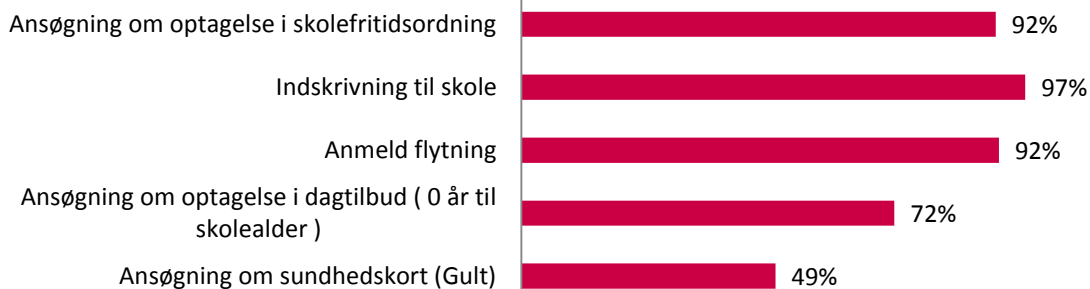 Ansøgning om optagelse i skolefritidsordning 92%
Indskrivning til skole 97%
Anmeld flytning 92%
Ansøgning om optagelse i dagtilbud ( 0 år til
skolealder ) 72%
Ansøgning om sundhedskort (Gult) 49%